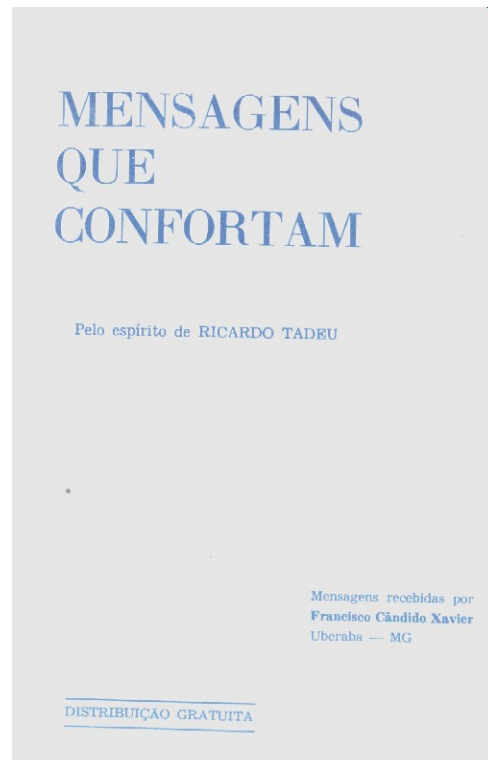 MENSAGENS
QUE
CONFORTAM
Pelo espírito de RICARDO TADEU
Mensagens recebidas por
Francisco Cândido Xavier
Uberaba — MG
DISTRIBUIÇÃO GRATUITA